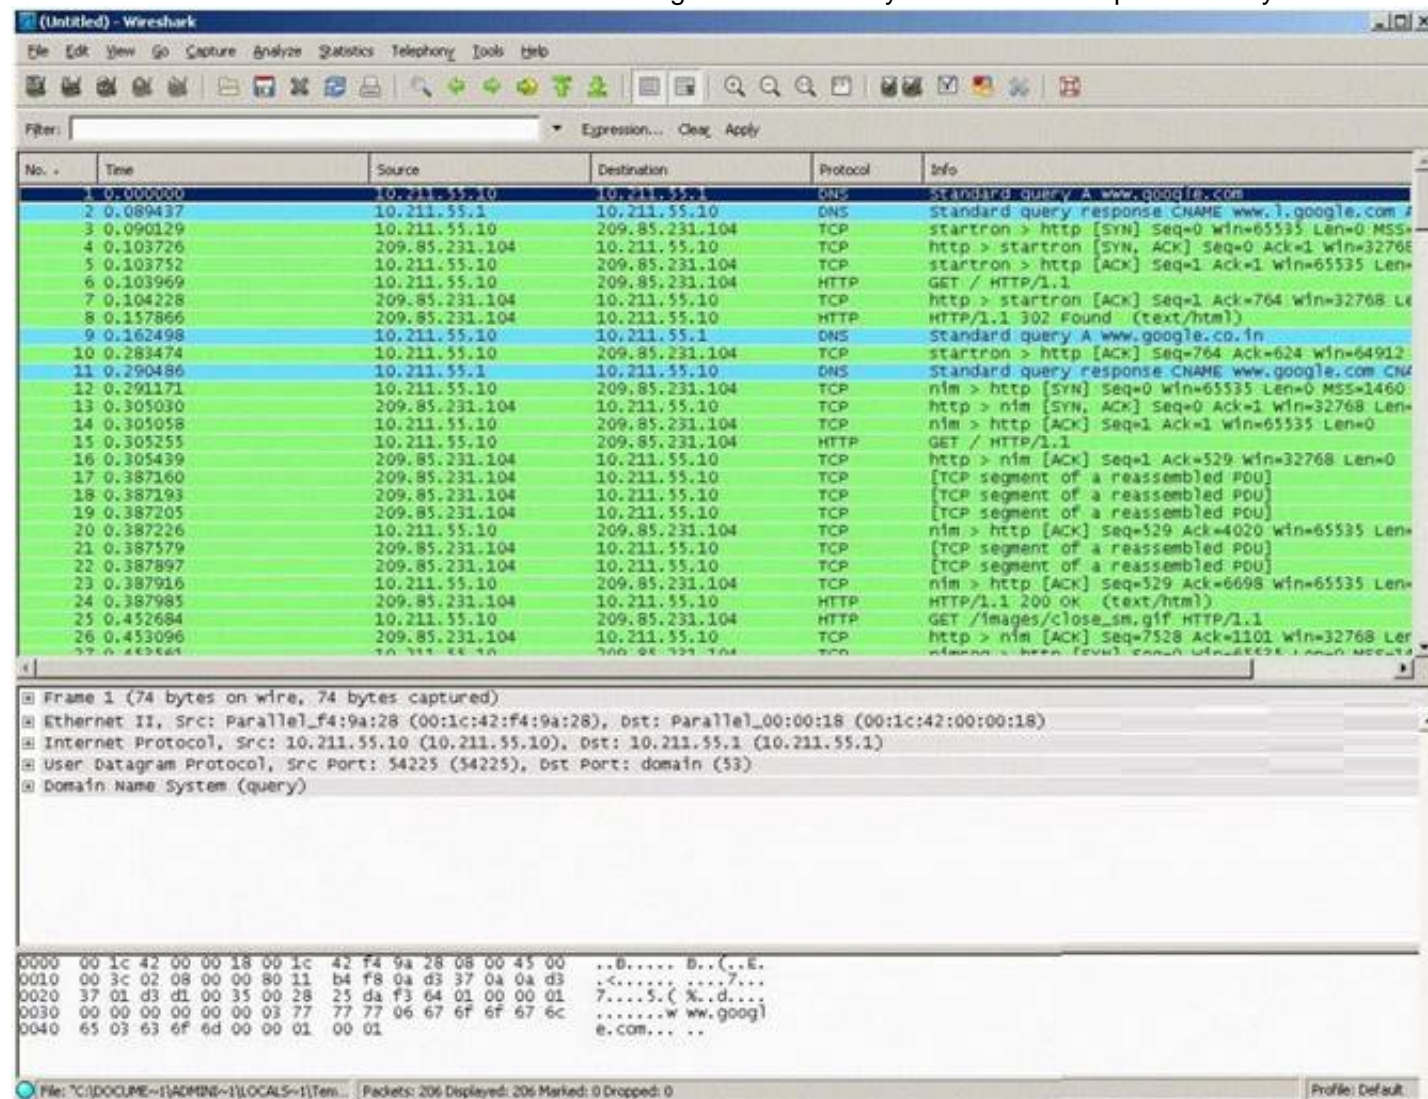 (Untitled) - Wireshark
File Edit View Go Capture Analyze Statistics Telephony Tools Help
Filter: Expression... Clear Apply
No. . Time Source Destination Protocol Info
1 0.000000 10.211.55.10 10.211.55.1 DNS Standard query A www.google.com
2 0.089437 10.211.55.1 10.211.55.10 DNS Standard query response CNAME www.l.google.com
3 0.090129 10.211.55.10 209.85.231.104 TCP startron > http [SYN] Seq=0 Win=65535 Len=0 MSS=
4 0.103726 209.85.231.104 10.211.55.10 TCP http > startron [SYN, ACK] Seq=0 Ack=1 Win=32768
5 0.103752 10.211.55.10 209.85.231.104 TCP startron > http [ACK] Seq=1 Ack=1 Win=65535 Len=
6 0.103969 10.211.55.10 209.85.231.104 HTTP GET / HTTP/1.1
7 0.104228 209.85.231.104 10.211.55.10 TCP http > startron [ACK] Seq=1 Ack=764 Win=32768 Le
8 0.157866 209.85.231.104 10.211.55.10 HTTP HTTP/1.1 302 Found (text/html)
9 0.162498 10.211.55.10 10.211.55.1 DNS Standard query A www.google.co.in
10 0.283474 10.211.55.10 209.85.231.104 TCP startron > http [ACK] Seq=764 Ack=624 Win=64912
11 0.290486 10.211.55.1 10.211.55.10 DNS Standard query response CNAME www.google.com CNA
12 0.291171 10.211.55.10 209.85.231.104 TCP nim > http [SYN] Seq=0 Win=65535 Len=0 MSS=1460
13 0.305030 209.85.231.104 10.211.55.10 TCP http > nim [SYN, ACK] Seq=0 Ack=1 Win=32768 Len=
14 0.305058 10.211.55.10 209.85.231.104 TCP nim > http [ACK] Seq=1 Ack=1 Win=65535 Len=0
15 0.305255 10.211.55.10 209.85.231.104 HTTP GET / HTTP/1.1
16 0.305439 209.85.231.104 10.211.55.10 TCP http > nim [ACK] Seq=1 Ack=529 Win=32768 Len=0
17 0.387160 209.85.231.104 10.211.55.10 TCP [TCP segment of a reassembled PDU]
18 0.387193 209.85.231.104 10.211.55.10 TCP [TCP segment of a reassembled PDU]
19 0.387205 209.85.231.104 10.211.55.10 TCP [TCP segment of a reassembled PDU]
20 0.387226 10.211.55.10 209.85.231.104 TCP nim > http [ACK] Seq=529 Ack=4020 Win=65535 Len=
21 0.387579 209.85.231.104 10.211.55.10 TCP [TCP segment of a reassembled PDU]
22 0.387897 209.85.231.104 10.211.55.10 TCP [TCP segment of a reassembled PDU]
23 0.387916 10.211.55.10 209.85.231.104 TCP nim > http [ACK] Seq=529 Ack=6698 Win=65535 Len=
24 0.387985 209.85.231.104 10.211.55.10 HTTP HTTP/1.1 200 OK (text/html)
25 0.452684 10.211.55.10 209.85.231.104 HTTP GET /images/close_sm.gif HTTP/1.1
26 0.453096 209.85.231.104 10.211.55.10 TCP http > nim [ACK] Seq=7528 Ack=1101 Win=32768 Ler
Frame 1 (74 bytes on wire, 74 bytes captured)
Ethernet II, Src: Parallel_f4:9a:28 (00:1c:42:f4:9a:28), Dst: Parallel_00:00:18 (00:1c:42:00:00:18)
Internet Protocol, Src: 10.211.55.10 (10.211.55.10), Dst: 10.211.55.1 (10.211.55.1)
User Datagram Protocol, Src Port: 54225 (54225), Dst Port: domain (53)
Domain Name System (query)
0000 00 1c 42 00 00 18 00 1c 42 f4 9a 28 08 00 45 00 ..B..... B..(..E.
0010 00 3c 02 08 00 00 80 11 b4 f8 0a d3 37 0a 0a d3 .<...... ....7...
0020 37 01 d3 d1 00 35 00 28 25 da f3 64 01 00 00 01 7....5.( %..d....
0030 00 00 00 00 00 00 03 77 77 77 06 67 6f 6f 67 6c .......w ww.googl
0040 65 03 63 6f 6d 00 00 01 00 01 e.com... ..
File: "C:\DOCUME~1\ADMINI~1\LOCALS~1\Tem... Packets: 206 Displayed: 206 Marked: 0 Dropped: 0 Profile: Default